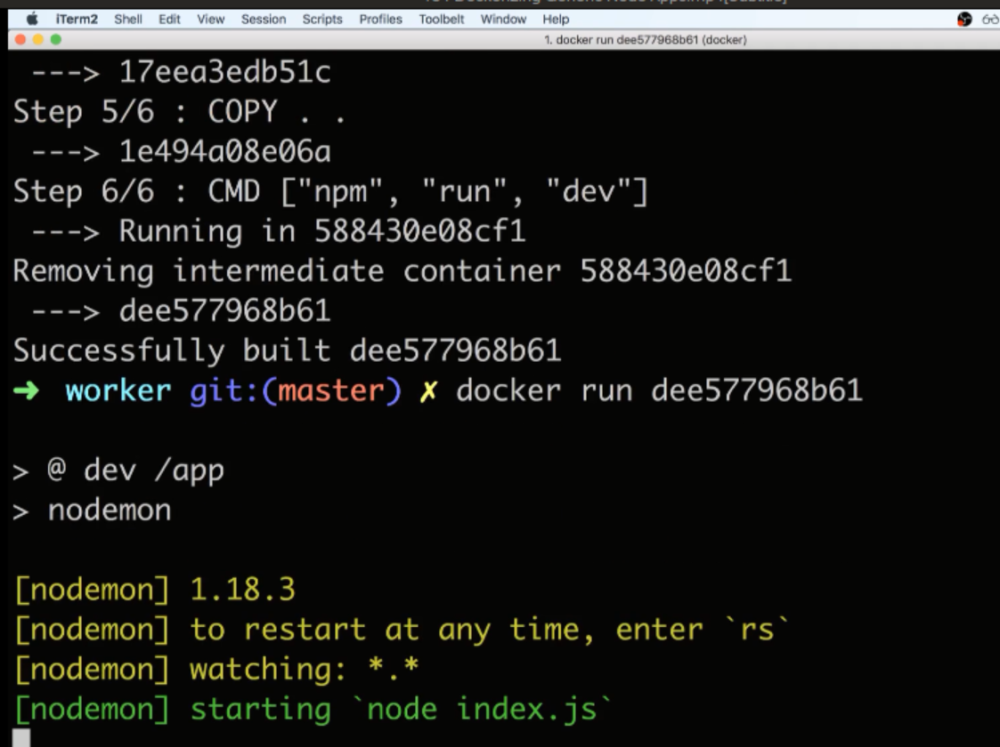 iTerm2 Shell Edit View Session Scripts Profiles Toolbelt Window Help
1. docker run dee577968b61 (docker)
---> 17eea3edb51c
Step 5/6 : COPY . .
---> 1e494a08e06a
Step 6/6 : CMD ["npm", "run", "dev"]
---> Running in 588430e08cf1
Removing intermediate container 588430e08cf1
---> dee577968b61
Successfully built dee577968b61
➜ worker git:(master) ✗ docker run dee577968b61
> @ dev /app
> nodemon
[nodemon] 1.18.3
[nodemon] to restart at any time, enter `rs`
[nodemon] watching: *.*
[nodemon] starting `node index.js`